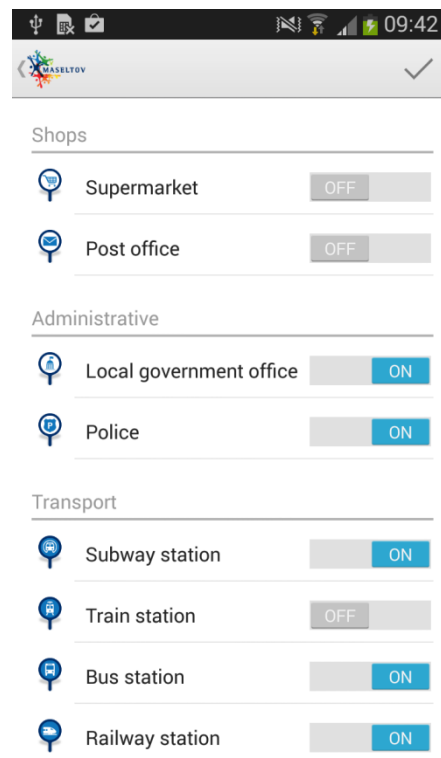 09:42
MASELTOV
Shops
Supermarket OFF
Post office OFF
Administrative
Local government office ON
Police ON
Transport
Subway station ON
Train station OFF
Bus station ON
Railway station ON